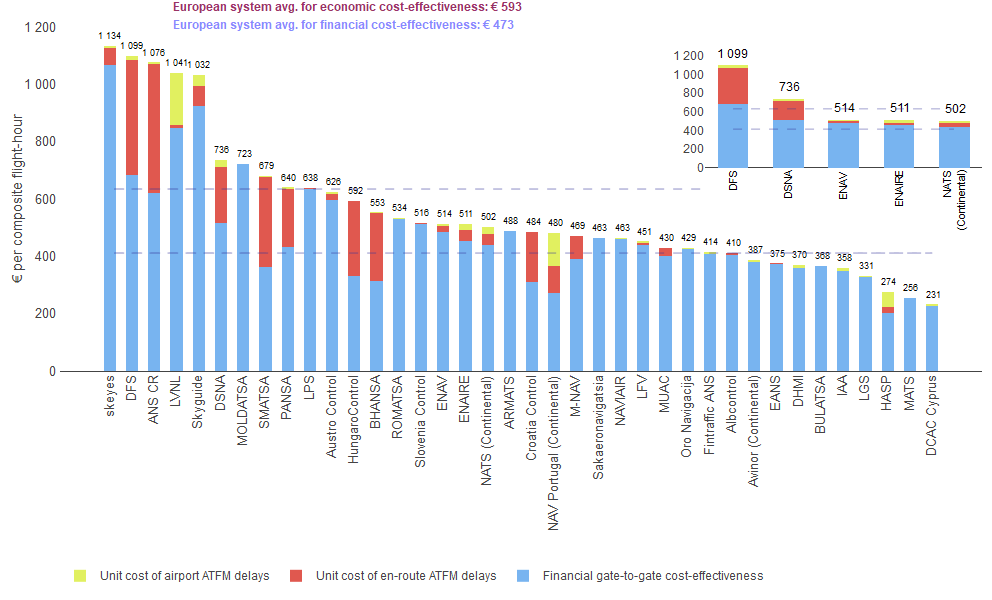 European system avg. for economic cost-effectiveness: € 593
European system avg. for financial cost-effectiveness: € 473
€ per composite flight-hour
1 200
1 000
800
600
400
200
0
1 134
1 099
1 076
1 041
1 032
736
723
679
640
638
626
592
553
534
516
514
511
502
488
484
480
469
463
463
451
430
429
414
410
387
375
370
368
358
331
274
256
231
skeyes
DFS
ANS CR
LVNL
Skyguide
DSNA
MOLDATSA
SMATSA
PANSA
LPS
Austro Control
HungaroControl
BHANSA
ROMATSA
Slovenia Control
ENAV
ENAIRE
NATS (Continental)
ARMATS
Croatia Control
NAV Portugal (Continental)
M-NAV
Sakaeronavigatsia
NAVIAIR
LFV
MUAC
Oro Navigacija
Fintraffic ANS
Albcontrol
Avinor (Continental)
EANS
DHMI
BULATSA
IAA
LGS
HASP
MATS
DCAC Cyprus
1 200
1 000
800
600
400
200
0
1 099
736
514
511
502
DFS
DSNA
ENAV
ENAIRE
NATS
(Continental)
Unit cost of airport ATFM delays
Unit cost of en-route ATFM delays
Financial gate-to-gate cost-effectiveness